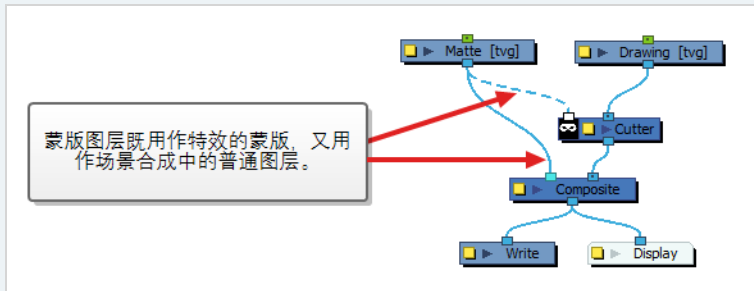 Matte [tvg]
Drawing [tvg]
蒙版图层既用作特效的蒙版，又用
作场景合成中的普通图层。
Cutter
Composite
Write
Display